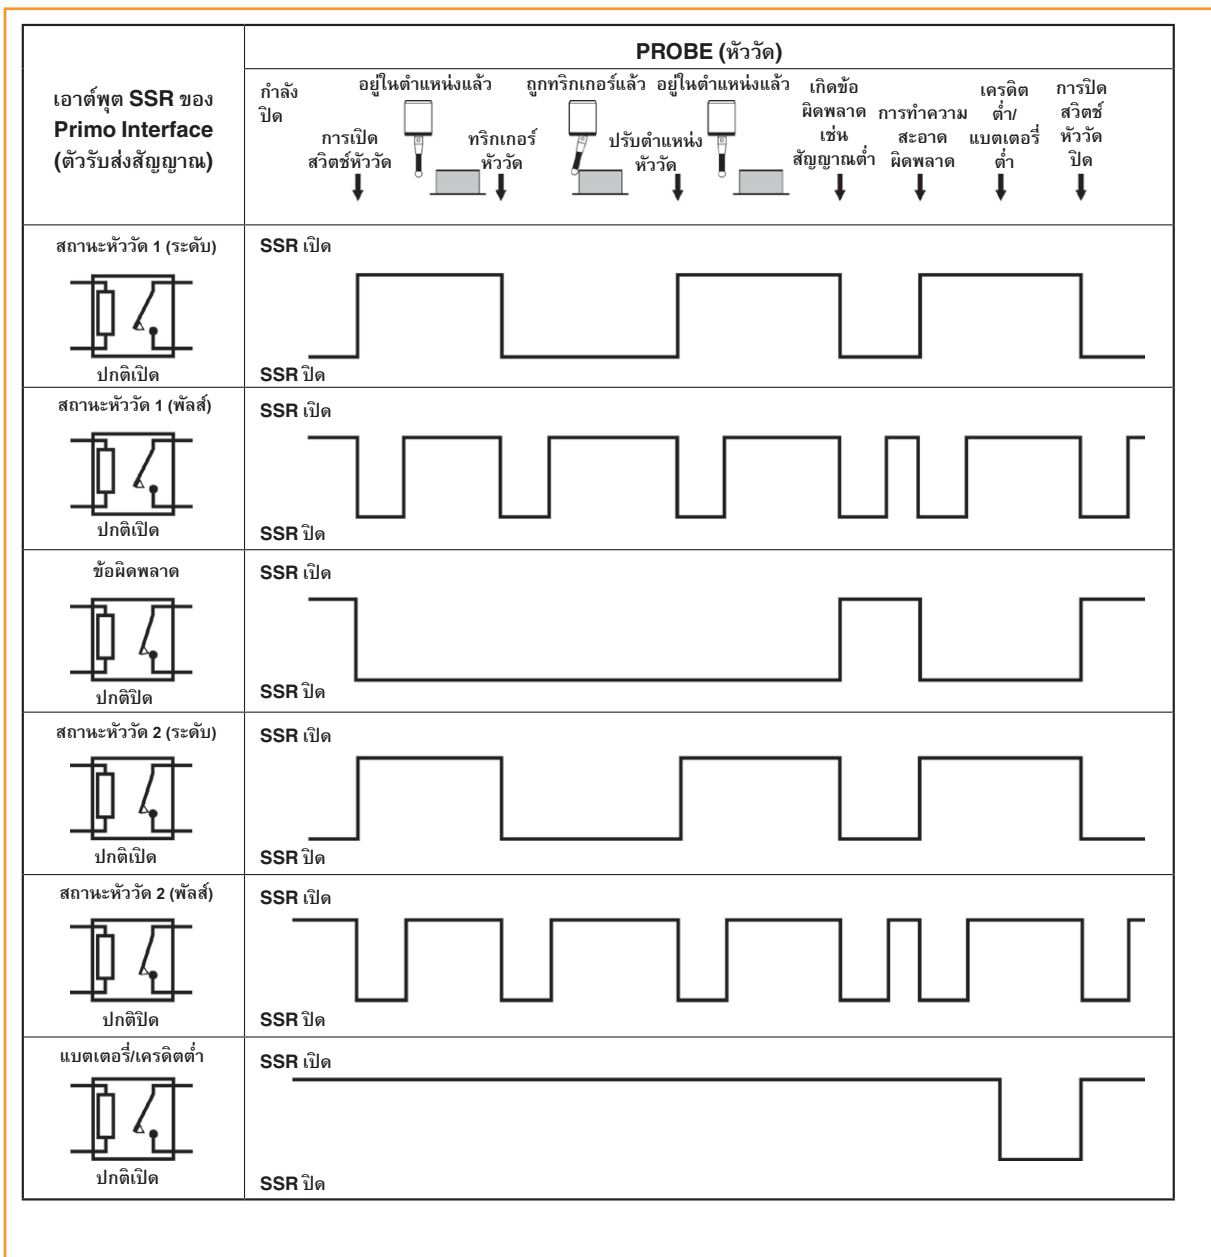 PROBE (หัววัด)
เอาต์พุต SSR ของ
Primo Interface
(ตัวรับส่งสัญญาณ)
กำลัง
ปิด
การเปิด
สวิตช์หัววัด
อยู่ในตำแหน่งแล้ว
ทริกเกอร์
หัววัด
ถูกทริกเกอร์แล้ว
ปรับตำแหน่ง
หัววัด
อยู่ในตำแหน่งแล้ว
เกิดข้อ
ผิดพลาด
เช่น
สัญญาณต่ำ
การทำความ
สะอาด
ผิดพลาด
เครดิต
ต่ำ/
แบตเตอรี่
ต่ำ
การปิด
สวิตช์
หัววัด
ปิด
สถานะหัววัด 1 (ระดับ)
ปกติเปิด
SSR เปิด
SSR ปิด
สถานะหัววัด 1 (พัลส์)
ปกติเปิด
SSR เปิด
SSR ปิด
ข้อผิดพลาด
ปกติปิด
SSR เปิด
SSR ปิด
สถานะหัววัด 2 (ระดับ)
ปกติเปิด
SSR เปิด
SSR ปิด
สถานะหัววัด 2 (พัลส์)
ปกติปิด
SSR เปิด
SSR ปิด
แบตเตอรี่/เครดิตต่ำ
ปกติเปิด
SSR เปิด
SSR ปิด